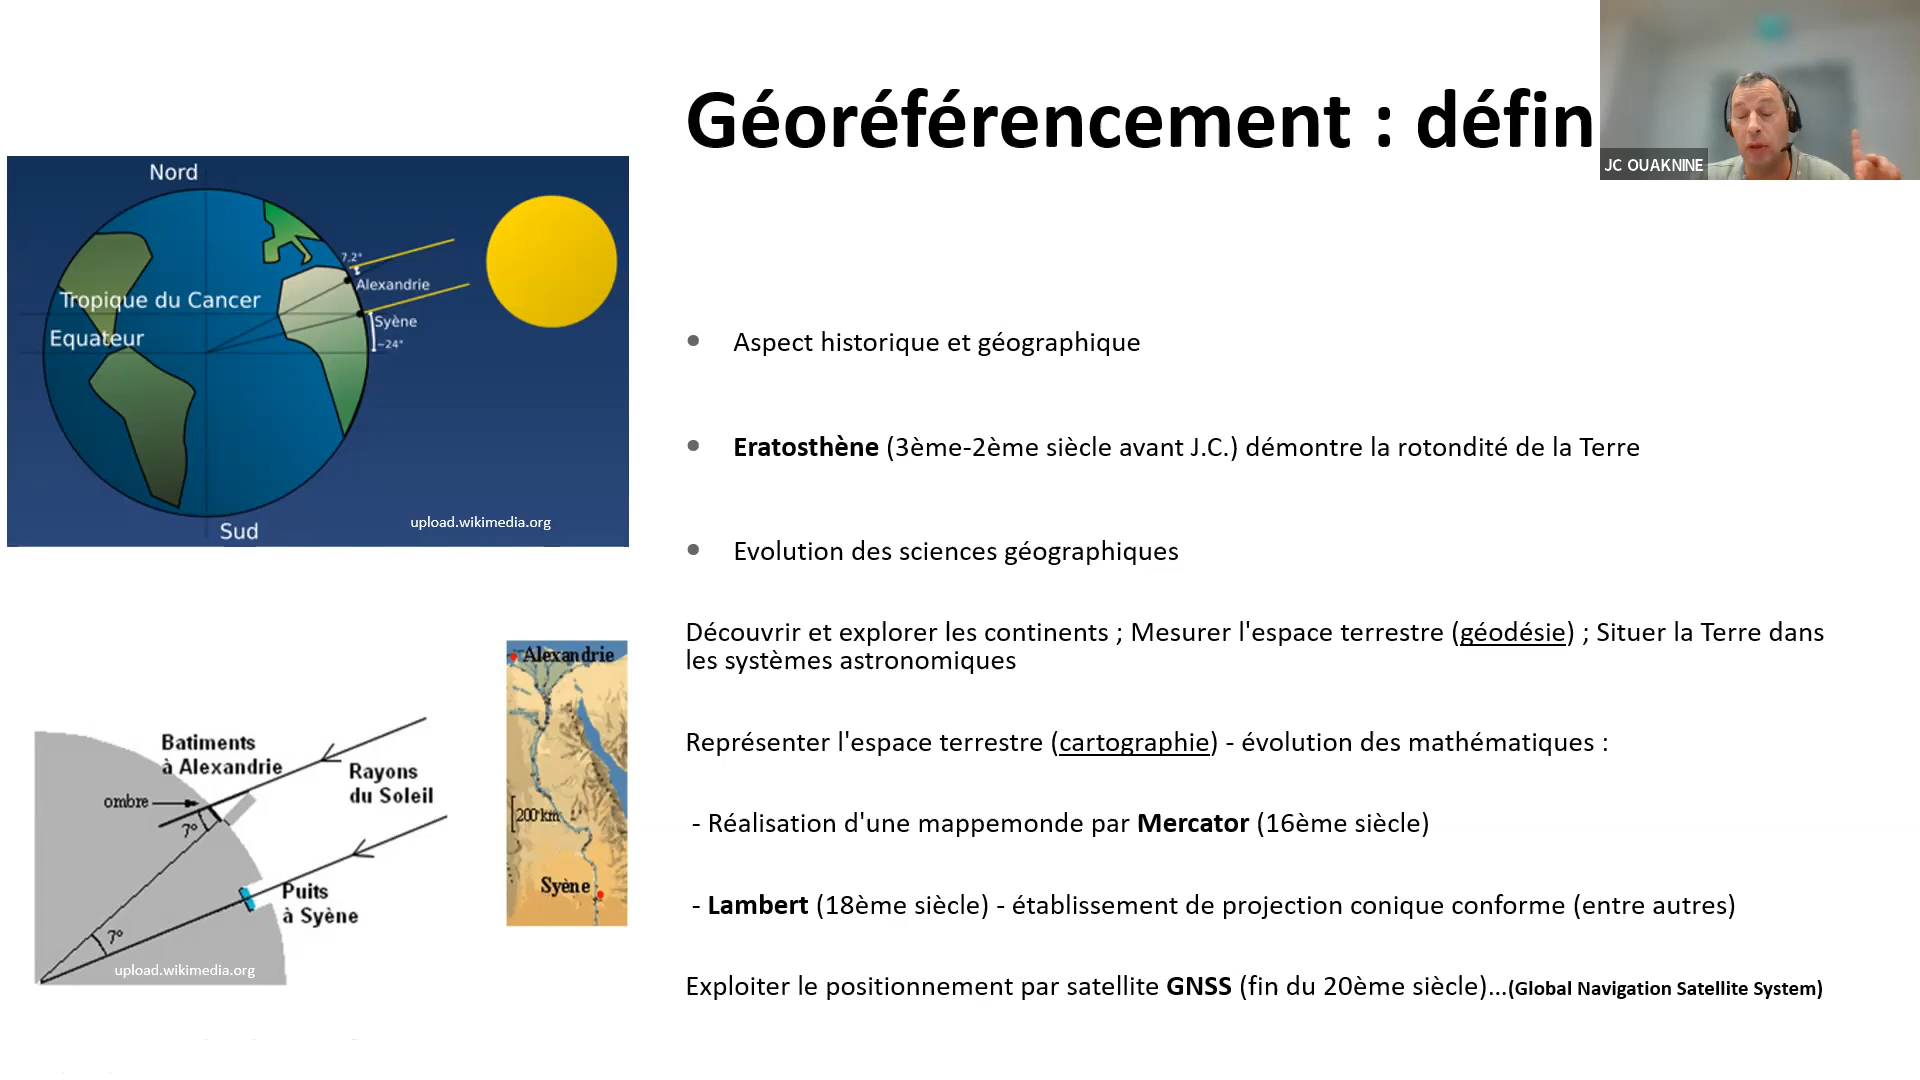 Géoréférencement : défin
JC OUAKNINE
Nord
7,2°
Alexandrie
Tropique du Cancer
Syène
Equateur
~24°
Sud
upload.wikimedia.org
Aspect historique et géographique
Eratosthène (3ème-2ème siècle avant J.C.) démontre la rotondité de la Terre
Evolution des sciences géographiques
Découvrir et explorer les continents ; Mesurer l'espace terrestre (géodésie) ; Situer la Terre dans
les systèmes astronomiques
Représenter l'espace terrestre (cartographie) - évolution des mathématiques :
- Réalisation d'une mappemonde par Mercator (16ème siècle)
- Lambert (18ème siècle) - établissement de projection conique conforme (entre autres)
Exploiter le positionnement par satellite GNSS (fin du 20ème siècle)...(Global Navigation Satellite System)
Batiments
à Alexandrie
Rayons
du Soleil
ombre
7°
Puits
à Syène
7°
upload.wikimedia.org
Alexandrie
200 km
Syène